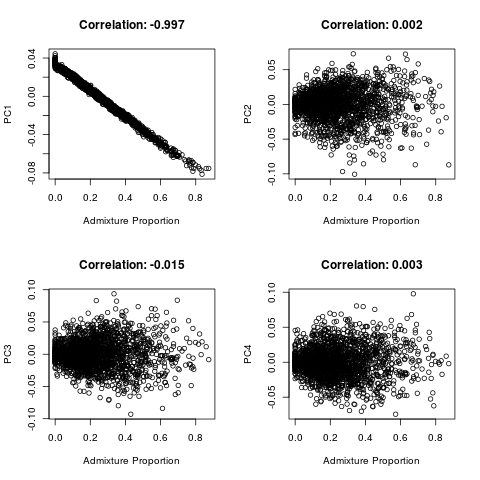 Correlation: -0.997
PC1
0.04
0.00
-0.04
-0.08
0.0 0.2 0.4 0.6 0.8
Admixture Proportion
Correlation: 0.002
PC2
0.05
0.00
-0.05
-0.10
0.0 0.2 0.4 0.6 0.8
Admixture Proportion
Correlation: -0.015
PC3
0.10
0.05
0.00
-0.05
-0.10
0.0 0.2 0.4 0.6 0.8
Admixture Proportion
Correlation: 0.003
PC4
0.10
0.05
0.00
-0.05
0.0 0.2 0.4 0.6 0.8
Admixture Proportion